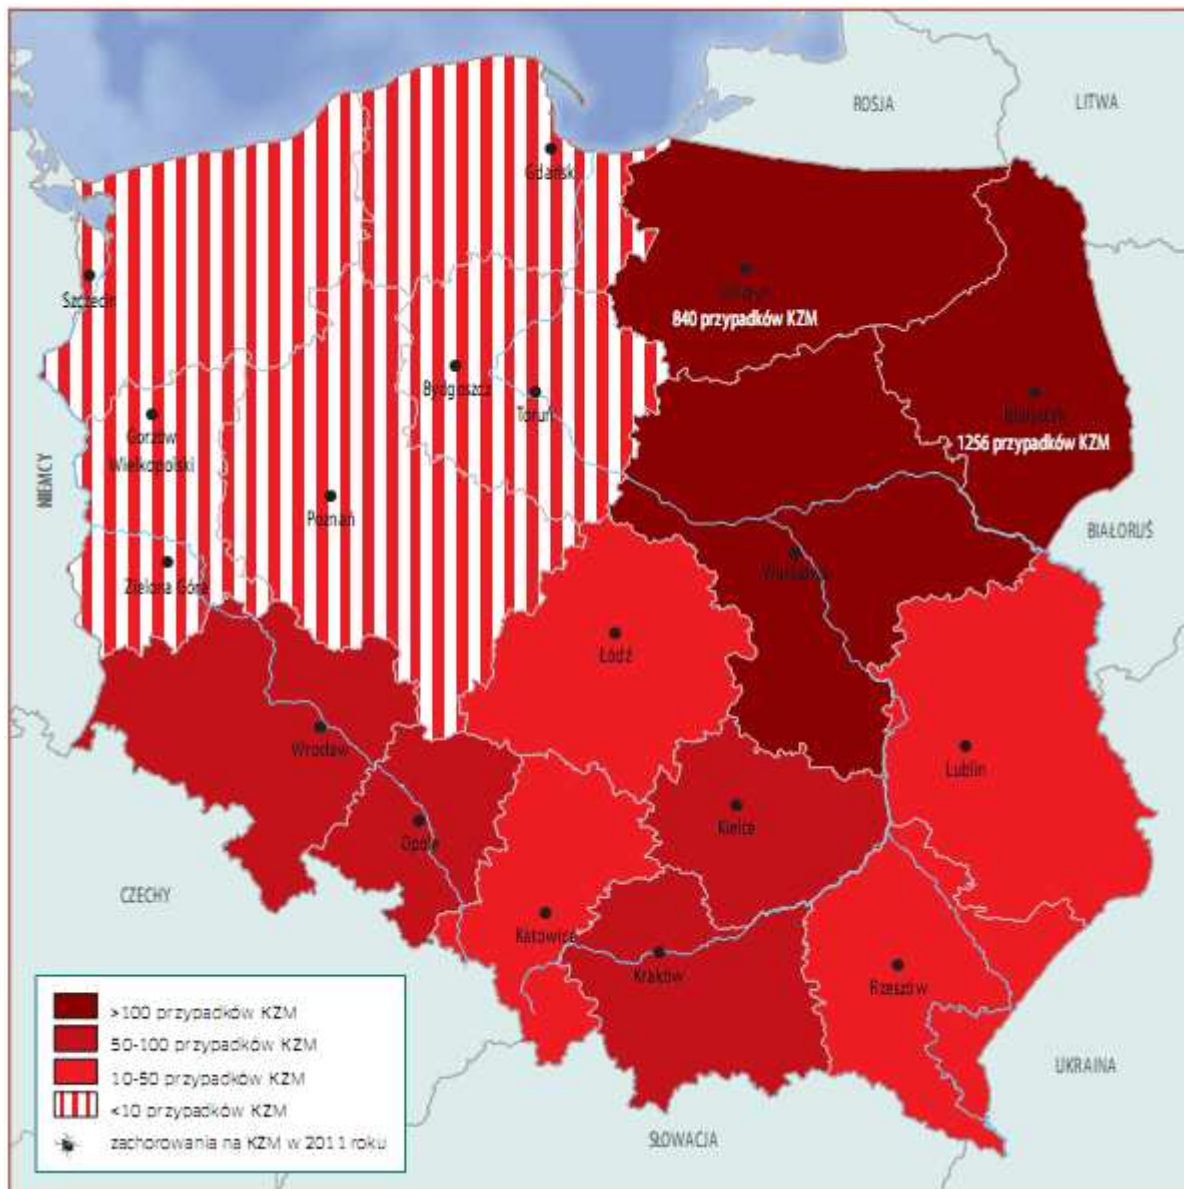 ROSJA
LITWA
Gdańsk
Szczecin
Olsztyn
840 przypadków KZM
Bydgoszcz
Toruń
Białystok
1256 przypadków KZM
Gorzów
Wielkopolski
NIEMCY
Poznań
BIAŁORUŚ
Warszawa
Zielona Góra
Łódź
Wrocław
Lublin
Kielce
Opole
CZECHY
Katowice
Kraków
Rzeszów
>100 przypadków KZM
50-100 przypadków KZM
10-50 przypadków KZM
<10 przypadków KZM
zachorowania na KZM w 2011 roku
UKRAINA
SŁOWACJA